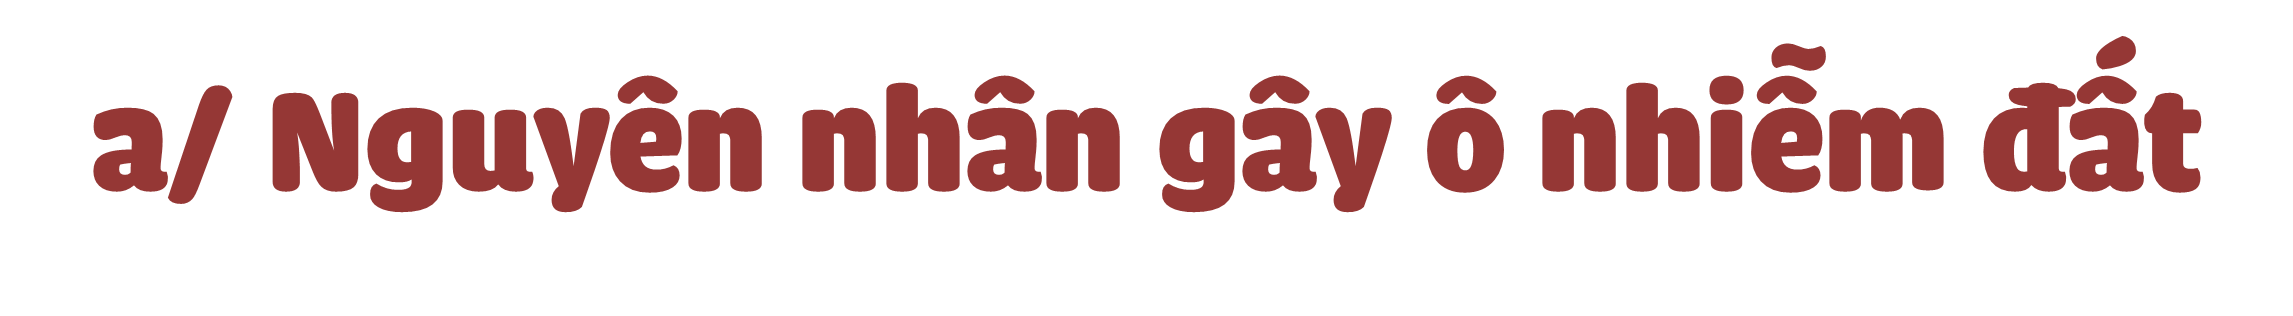 a/ Nguyên nhân gây ô nhiễm đất